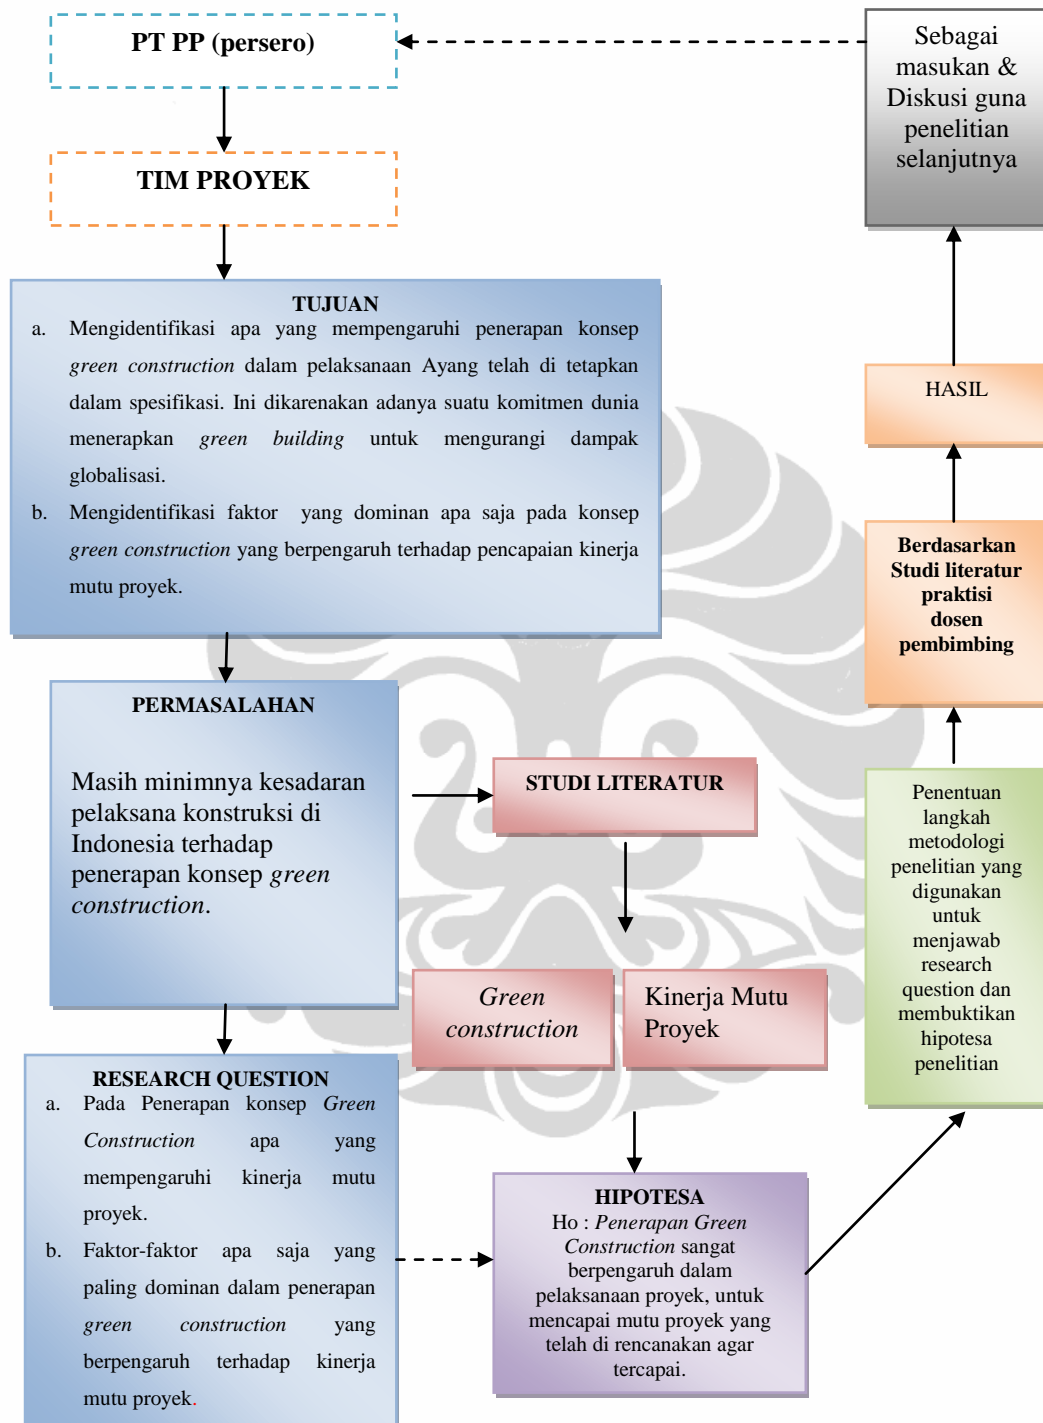 PT PP (persero)
TIM PROYEK
TUJUAN
a. Mengidentifikasi apa yang mempengaruhi penerapan konsep
green construction dalam pelaksanaan Ayang telah di tetapkan
dalam spesifikasi. Ini dikarenakan adanya suatu komitmen dunia
menerapkan green building untuk mengurangi dampak
globalisasi.
b. Mengidentifikasi faktor yang dominan apa saja pada konsep
green construction yang berpengaruh terhadap pencapaian kinerja
mutu proyek.
PERMASALAHAN
Masih minimnya kesadaran
pelaksana konstruksi di
Indonesia terhadap
penerapan konsep green
construction.
RESEARCH QUESTION
a. Pada Penerapan konsep Green
Construction apa yang
mempengaruhi kinerja mutu
proyek.
b. Faktor-faktor apa saja yang
paling dominan dalam penerapan
green construction yang
berpengaruh terhadap kinerja
mutu proyek.
STUDI LITERATUR
Green
construction
Kinerja Mutu
Proyek
HIPOTESA
Ho : Penerapan Green
Construction sangat
berpengaruh dalam
pelaksanaan proyek, untuk
mencapai mutu proyek yang
telah di rencanakan agar
tercapai.
Penentuan
langkah
metodologi
penelitian yang
digunakan
untuk
menjawab
research
question dan
membuktikan
hipotesa
penelitian
Berdasarkan
Studi literatur
praktisi
dosen
pembimbing
HASIL
Sebagai
masukan &
Diskusi guna
penelitian
selanjutnya